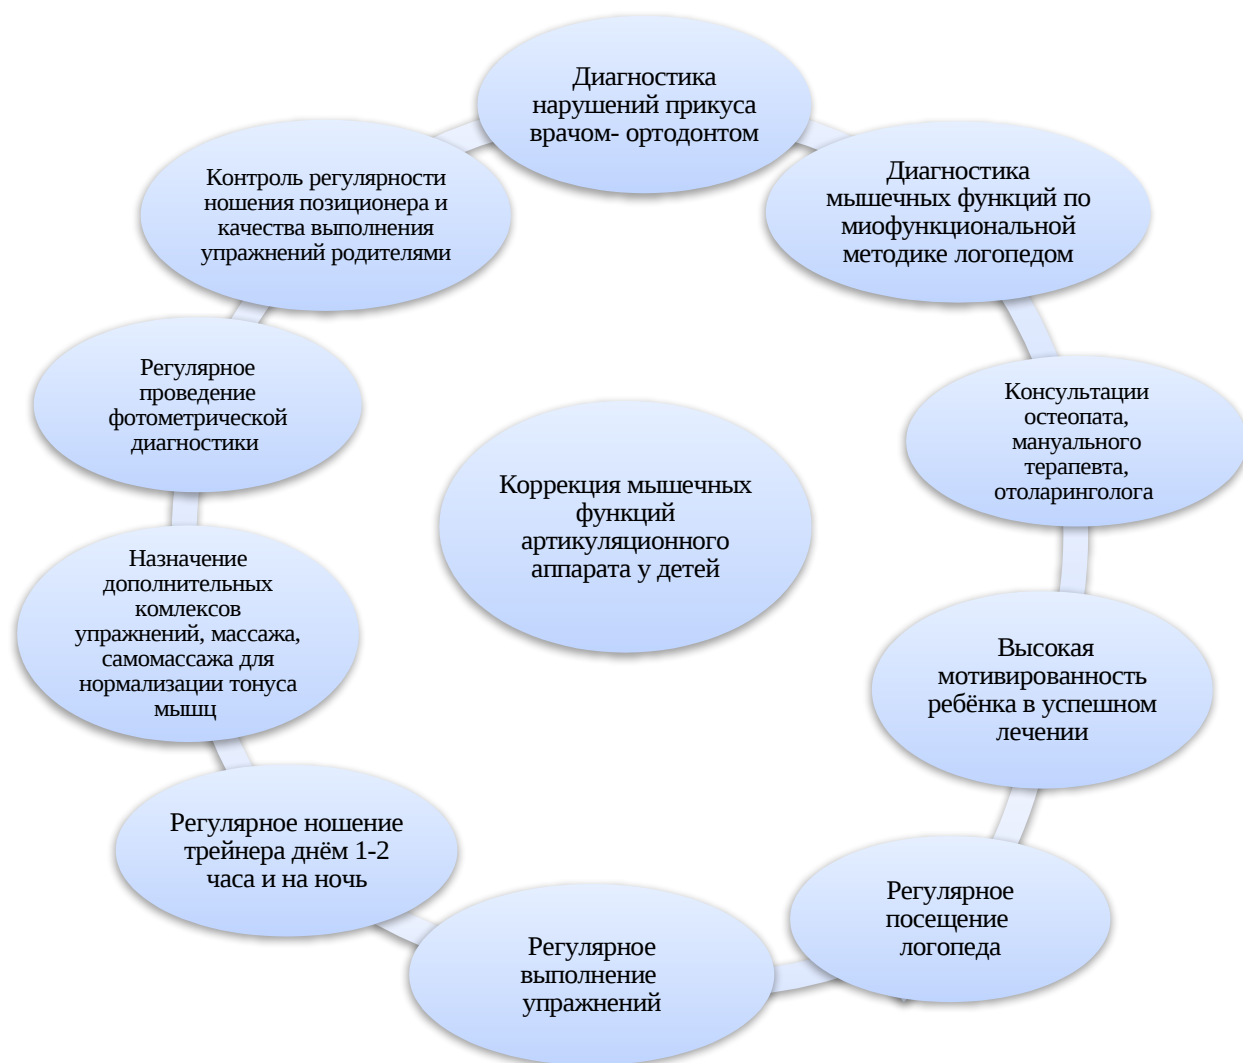 Диагностика
нарушений прикуса
врачом- ортодонтом
Диагностика
мышечных функций по
миофункциональной
методике логопедом
Консультации
остеопата,
мануального
терапевта,
отоларинголога
Высокая
мотивированность
ребёнка в успешном
лечении
Регулярное
посещение
логопеда
Регулярное
выполнение
упражнений
Регулярное ношение
трейнера днём 1-2
часа и на ночь
Назначение
дополнительных
комлексов
упражнений, массажа,
самомассажа для
нормализации тонуса
мышц
Регулярное
проведение
фотометрической
диагностики
Контроль регулярности
ношения позиционера и
качества выполнения
упражнений родителями
Коррекция мышечных
функций
артикуляционного
аппарата у детей